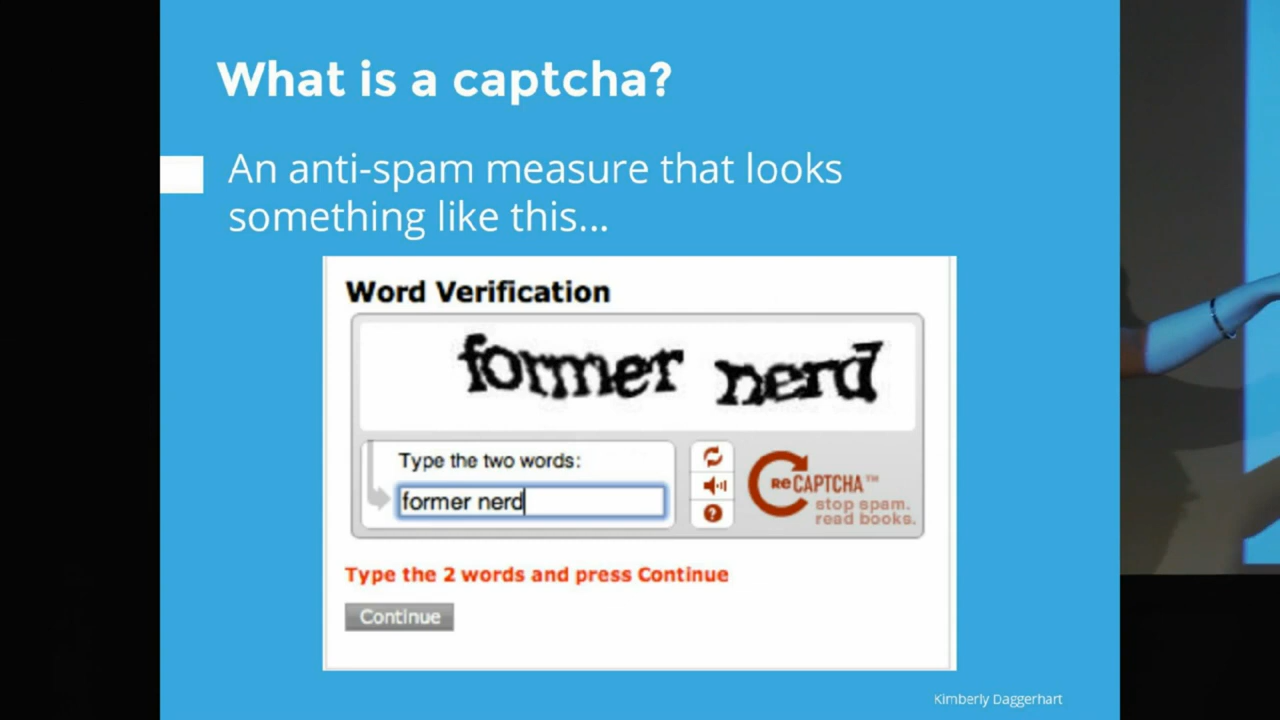 What is a captcha?
An anti-spam measure that looks
something like this...
Word Verification
former nerd
Type the two words:
former nerd
ReCAPTCHA™
stop spam.
read books.
Type the 2 words and press Continue
Continue
Kimberly Daggerhart